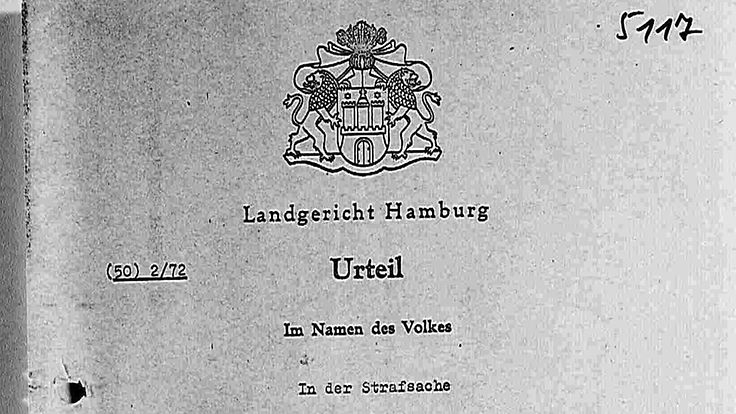 5117
Landgericht Hamburg
(50) 2/72
Urteil
Im Namen des Volkes
In der Strafsache